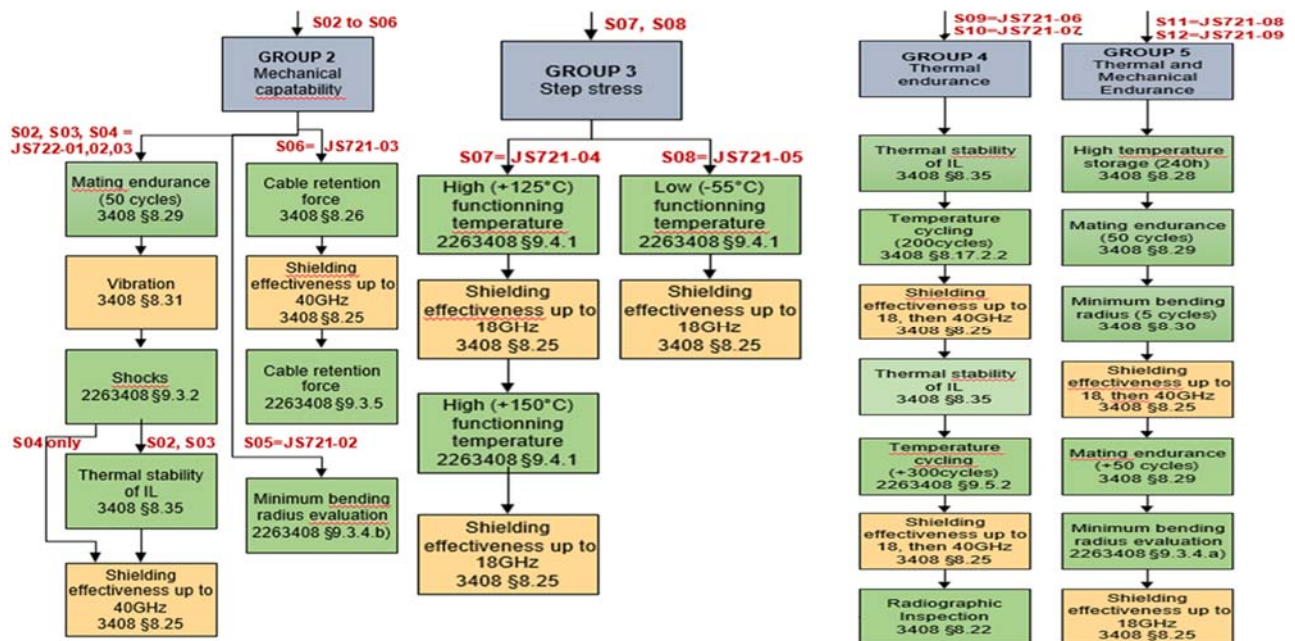 S02 to S06
GROUP 2
Mechanical
capatability
S02, S03, S04 =
JS722-01,02,03
Mating endurance
(50 cycles)
3408 §8.29
Vibration
3408 §8.31
Shocks
2263408 §9.3.2
S04 only
S02, S03
Thermal stability
of IL
3408 §8.35
Shielding
effectiveness up to
40GHz
3408 §8.25
S06= JS721-03
Cable retention
force
3408 §8.26
Shielding
effectiveness up to
40GHz
3408 §8.25
Cable retention
force
2263408 §9.3.5
S05=JS721-02
Minimum bending
radius evaluation
2263408 §9.3.4.b)
S07, S08
GROUP 3
Step stress
S07= JS721-04
High (+125°C)
functionning
temperature
2263408 §9.4.1
Shielding
effectiveness up to
18GHz
3408 §8.25
High (+150°C)
functionning
temperature
2263408 §9.4.1
Shielding
effectiveness up to
18GHz
3408 §8.25
S08= JS721-05
Low (-55°C)
functionning
temperature
2263408 §9.4.1
Shielding
effectiveness up to
18GHz
3408 §8.25
S09=JS721-06
S10=JS721-07
GROUP 4
Thermal
endurance
Thermal stability
of IL
3408 §8.35
Temperature
cycling
(200cycles)
3408 §8.17.2.2
Shielding
effectiveness up to
18, then 40GHz
3408 §8.25
Thermal stability
of IL
3408 §8.35
Temperature
cycling
(+300cycles)
2263408 §9.5.2
Shielding
effectiveness up to
18, then 40GHz
3408 §8.25
Radiographic
Inspection
3408 §8.22
S11=JS721-08
S12=JS721-09
GROUP 5
Thermal and
Mechanical
Endurance
High temperature
storage (240h)
3408 §8.28
Mating endurance
(50 cycles)
3408 §8.29
Minimum bending
radius (5 cycles)
3408 §8.30
Shielding
effectiveness up to
18, then 40GHz
3408 §8.25
Mating endurance
(+50 cycles)
3408 §8.29
Minimum bending
radius evaluation
2263408 §9.3.4.a)
Shielding
effectiveness up to
18GHz
3408 §8.25